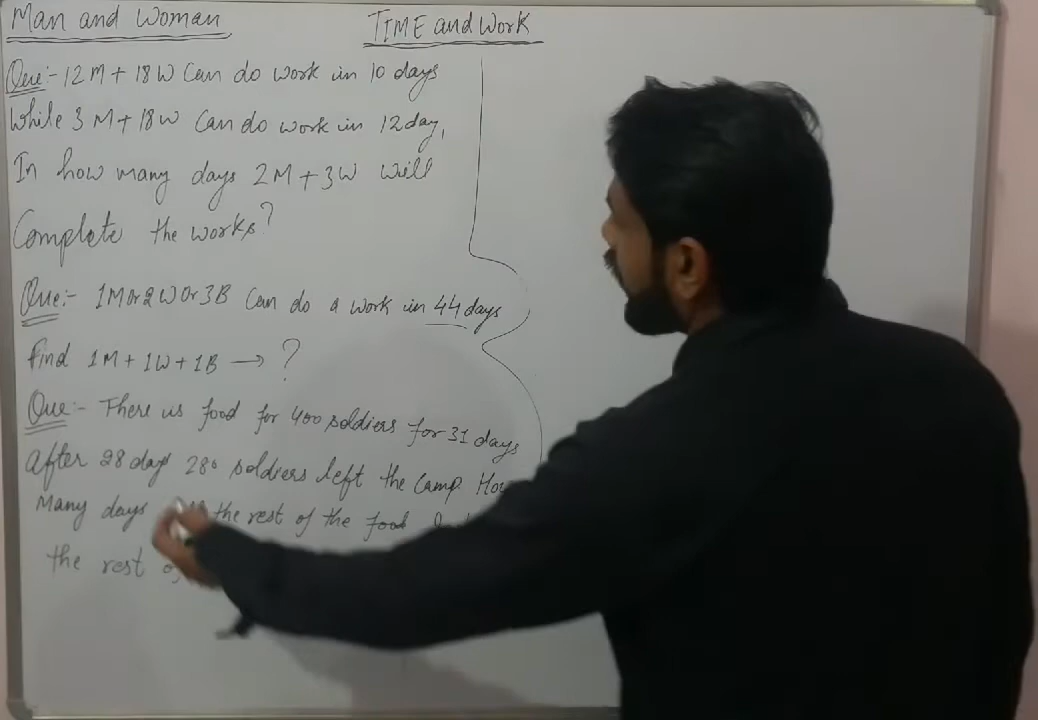 Man and Woman
TIME and Work
Que:- 12M + 18W Can do work in 10 days
While 3 M + 18W Can do work in 12 day,
In how many days 2M + 3W will
Complete the works?
Que:- 1M or 2W Or 3B Can do a work in 44 days
Find 1M + 1W + 1B → ?
Que:- There is food for 400 soldiers for 31 days
After 28 days 280 soldiers left the Camp
Many days the rest of the food
the rest